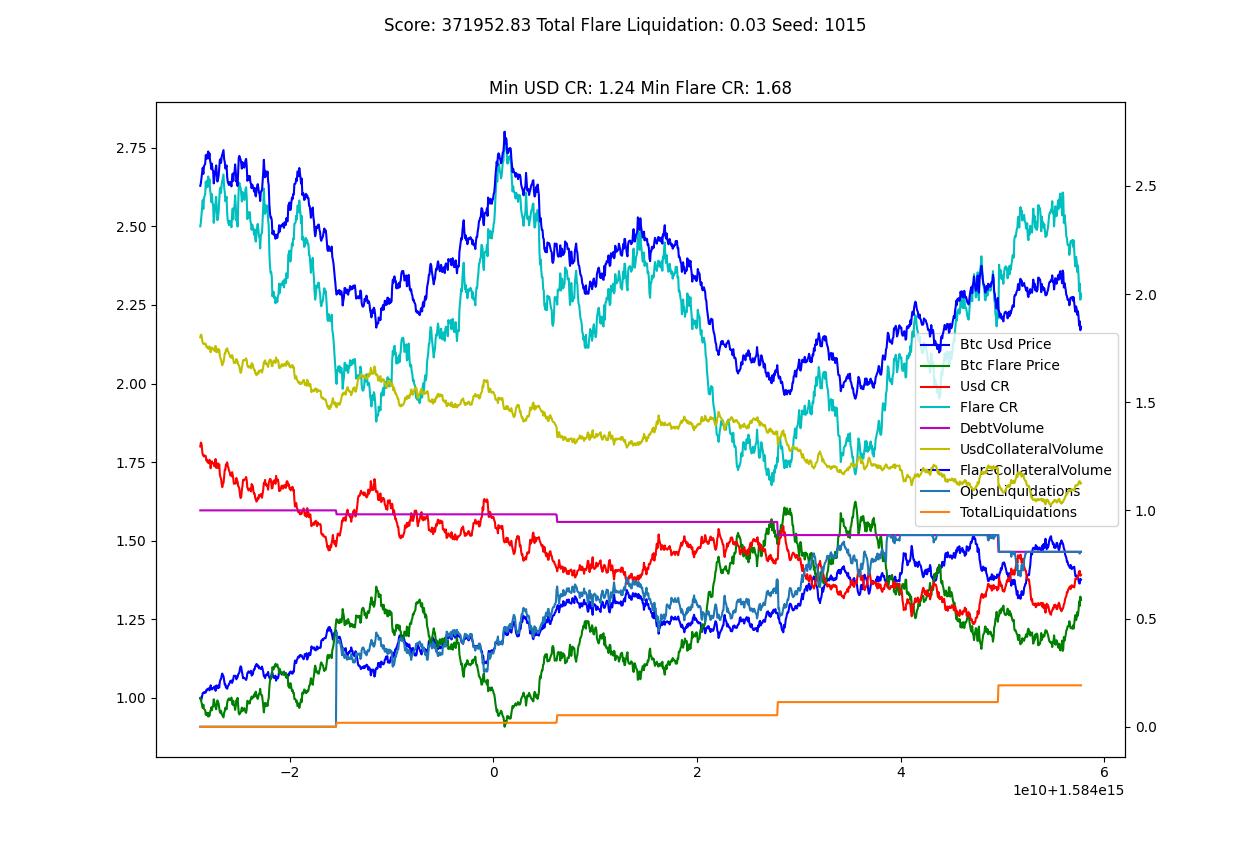 Score: 371952.83 Total Flare Liquidation: 0.03 Seed: 1015
Min USD CR: 1.24 Min Flare CR: 1.68
2.75
2.50
2.25
2.00
1.75
1.50
1.25
1.00
2.5
2.0
1.5
1.0
0.5
0.0
Btc Usd Price
Btc Flare Price
Usd CR
Flare CR
DebtVolume
UsdCollateralVolume
FlareCollateralVolume
OpenLiquidations
TotalLiquidations
−2 0 2 4 6
1e10+1.584e15